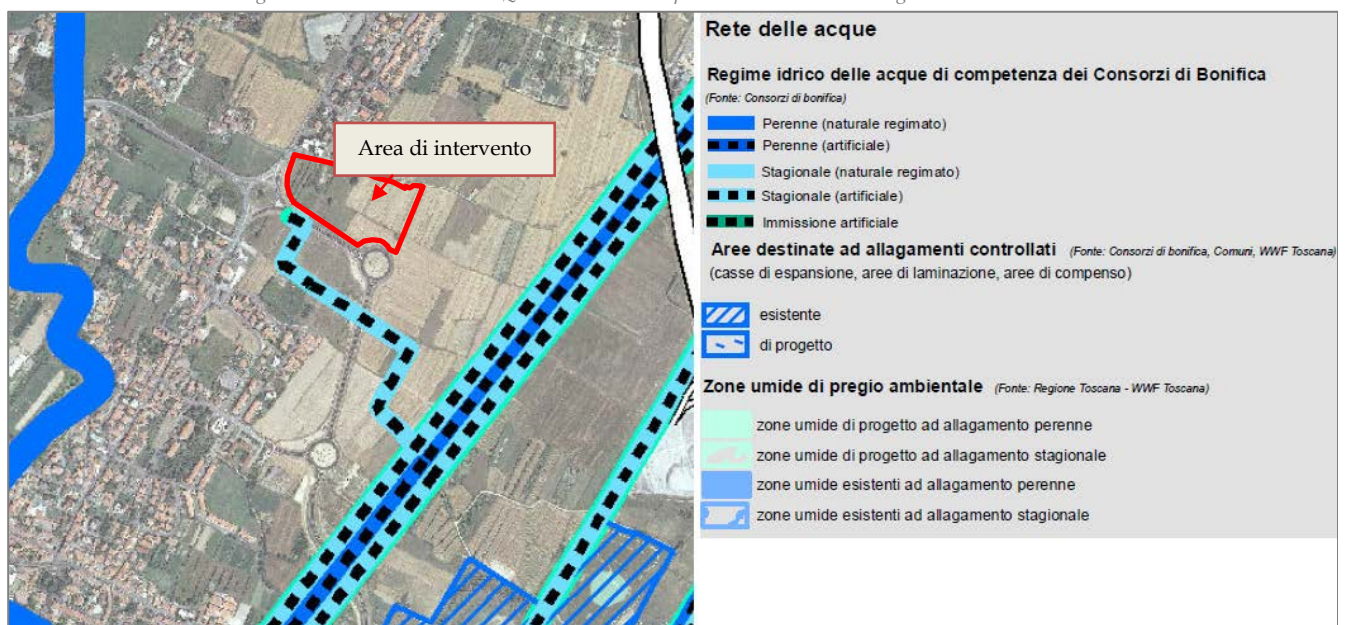 Area di intervento
Rete delle acque
Regime idrico delle acque di competenza dei Consorzi di Bonifica
(Fonte: Consorzi di bonifica)
Perenne (naturale regimato)
Perenne (artificiale)
Stagionale (naturale regimato)
Stagionale (artificiale)
Immissione artificiale
Aree destinate ad allagamenti controllati (Fonte: Consorzi di bonifica, Comuni, WWF Toscana)
(casse di espansione, aree di laminazione, aree di compenso)
esistente
di progetto
Zone umide di pregio ambientale (Fonte: Regione Toscana - WWF Toscana)
zone umide di progetto ad allagamento perenne
zone umide di progetto ad allagamento stagionale
zone umide esistenti ad allagamento perenne
zone umide esistenti ad allagamento stagionale